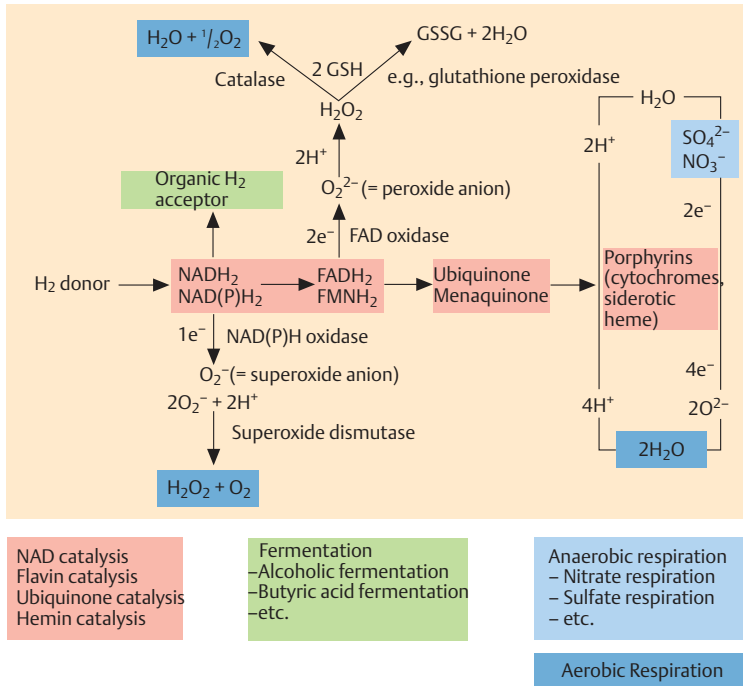 H₂O + ¹/₂O₂
GSSG + 2H₂O
Catalase
2 GSH
e.g., glutathione peroxidase
H₂O₂
H₂O
2H⁺
SO₄²⁻
NO₃⁻
2H⁺
Organic H₂
acceptor
O₂²⁻ (= peroxide anion)
2e⁻
2e⁻
FAD oxidase
H₂ donor
NADH₂
NAD(P)H₂
FADH₂
FMNH₂
Ubiquinone
Menaquinone
Porphyrins
(cytochromes,
siderotic
heme)
1e⁻
NAD(P)H oxidase
O₂⁻ (= superoxide anion)
4e⁻
2O₂⁻ + 2H⁺
4H⁺
2O²⁻
Superoxide dismutase
2H₂O
H₂O₂ + O₂
NAD catalysis
Flavin catalysis
Ubiquinone catalysis
Hemin catalysis
Fermentation
–Alcoholic fermentation
–Butyric acid fermentation
–etc.
Anaerobic respiration
– Nitrate respiration
– Sulfate respiration
– etc.
Aerobic Respiration